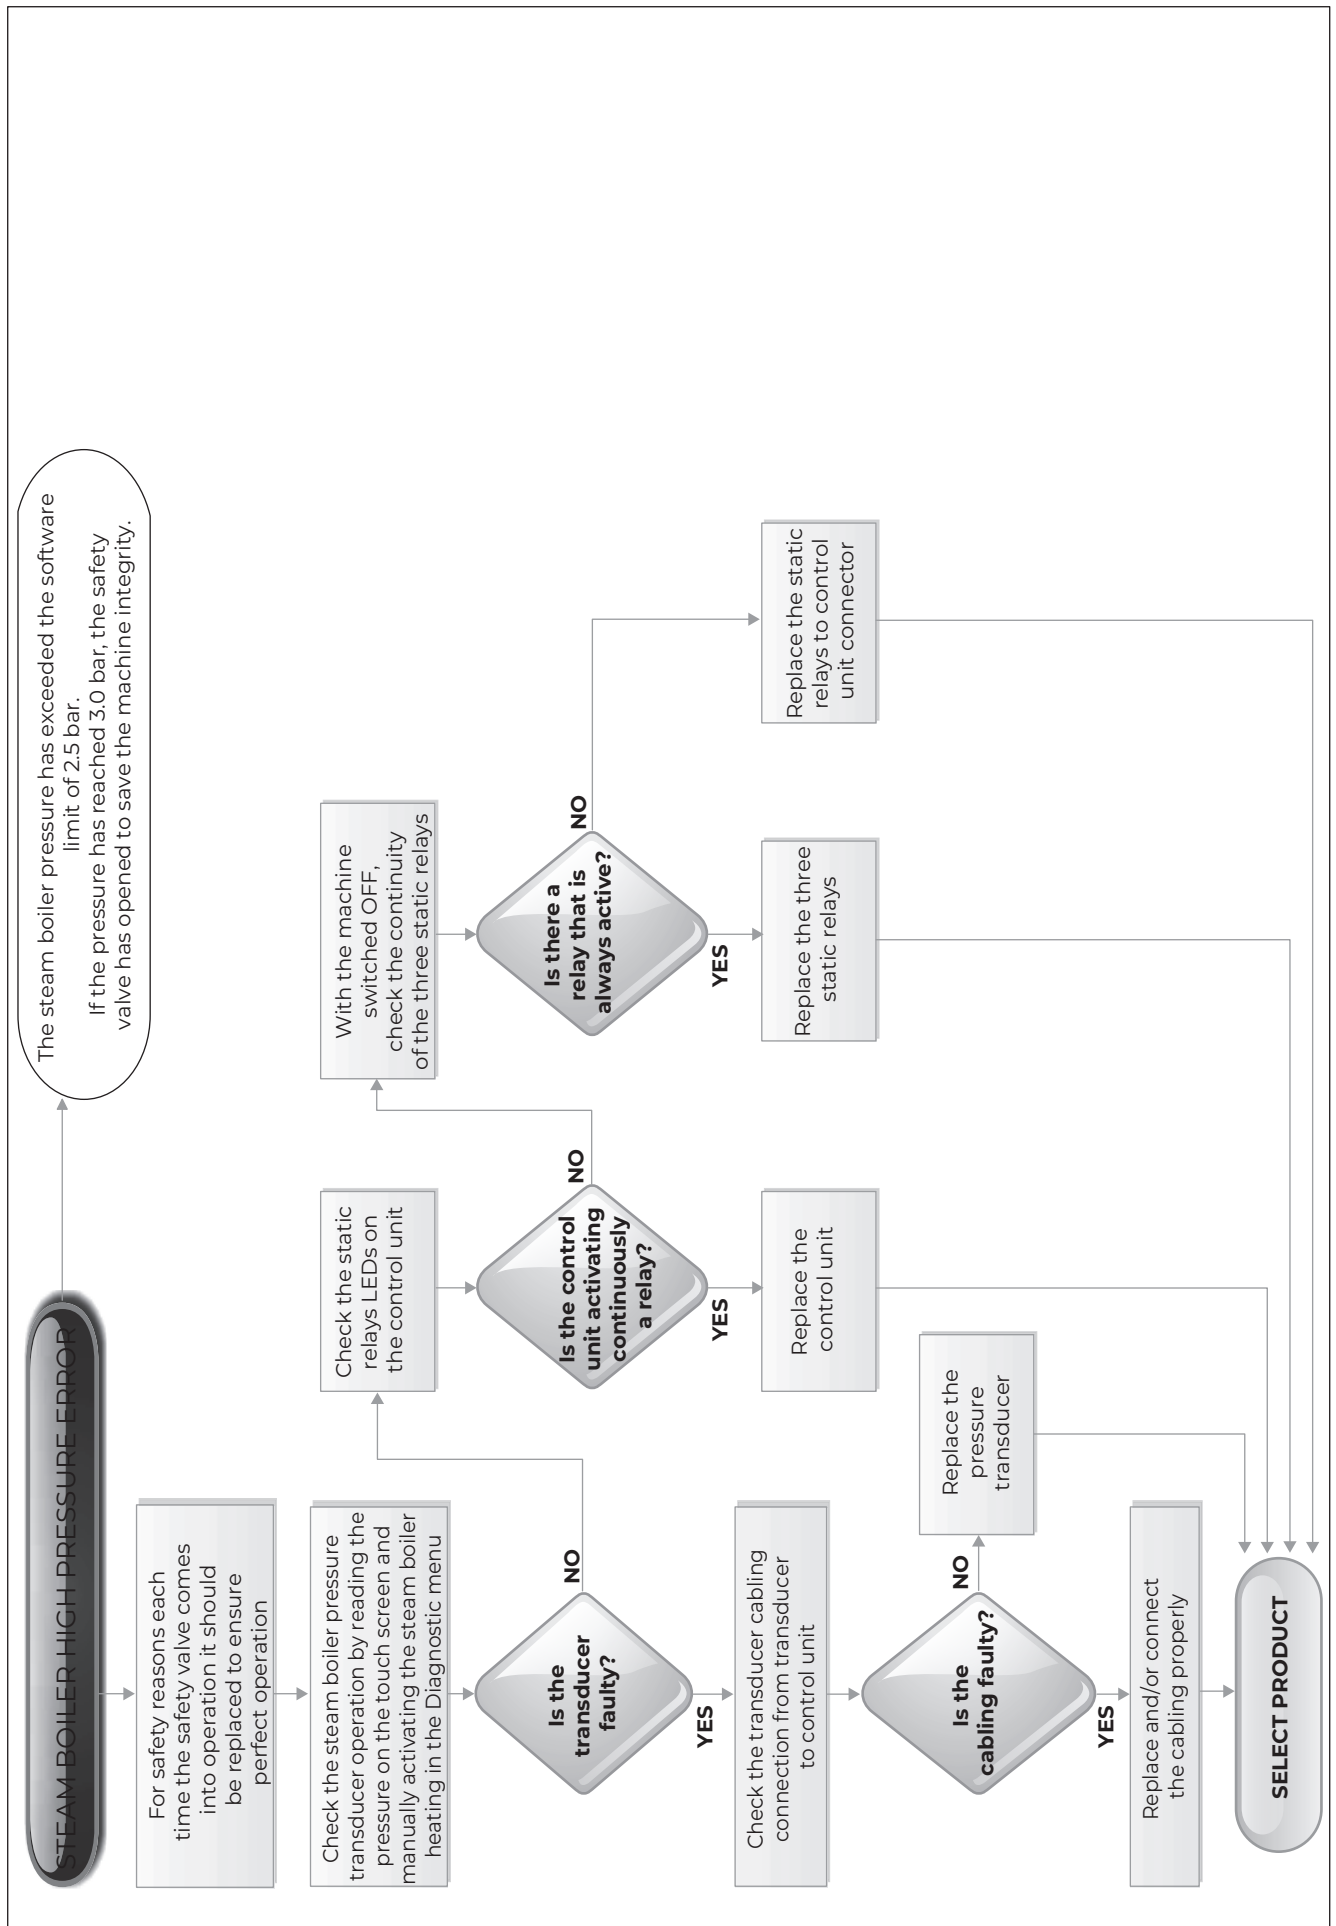 STEAM BOILER HIGH PRESSURE ERROR
The steam boiler pressure has exceeded the software
limit of 2.5 bar.
If the pressure has reached 3.0 bar, the safety
valve has opened to save the machine integrity.
For safety reasons each
time the safety valve comes
into operation it should
be replaced to ensure
perfect operation
Check the steam boiler pressure
transducer operation by reading the
pressure on the touch screen and
manually activating the steam boiler
heating in the Diagnostic menu
Is the
transducer
faulty?
NO
YES
Check the static
relays LEDs on
the control unit
Is the control
unit activating
continuously
a relay?
NO
YES
With the machine
switched OFF,
check the continuity
of the three static relays
Is there a
relay that is
always active?
NO
YES
Check the transducer cabling
connection from transducer
to control unit
Replace the
control unit
Replace the three
static relays
Replace the static
relays to control
unit connector
Is the
cabling faulty?
NO
YES
Replace the
pressure
transducer
Replace and/or connect
the cabling properly
SELECT PRODUCT